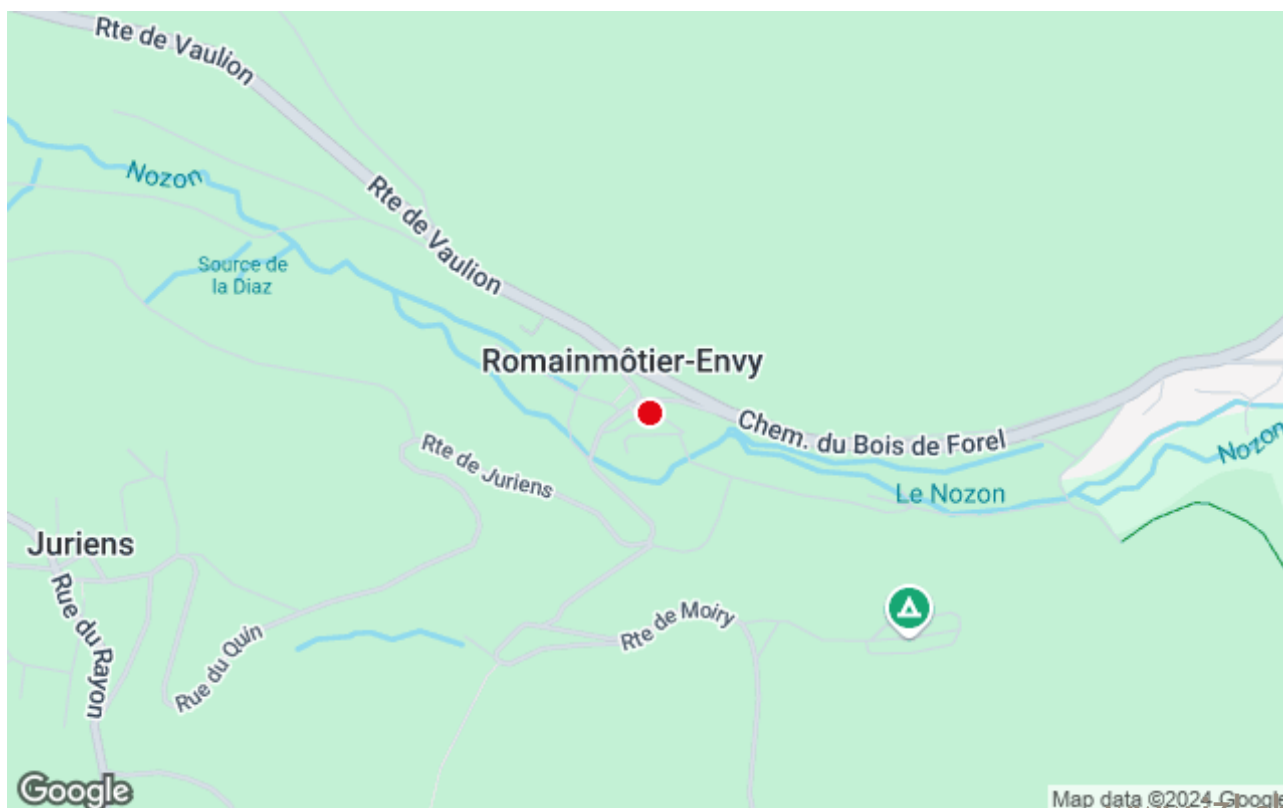 Rte de Vaulion
Nozon
Rte de Vaulion
Source de
la Diaz
Romainmôtier-Envy
Chem. du Bois de Forel
Nozon
Rte de Juriens
Le Nozon
Juriens
Rue du Rayon
Rue du Quin
Rte de Moiry
Google
Map data ©2024 Google